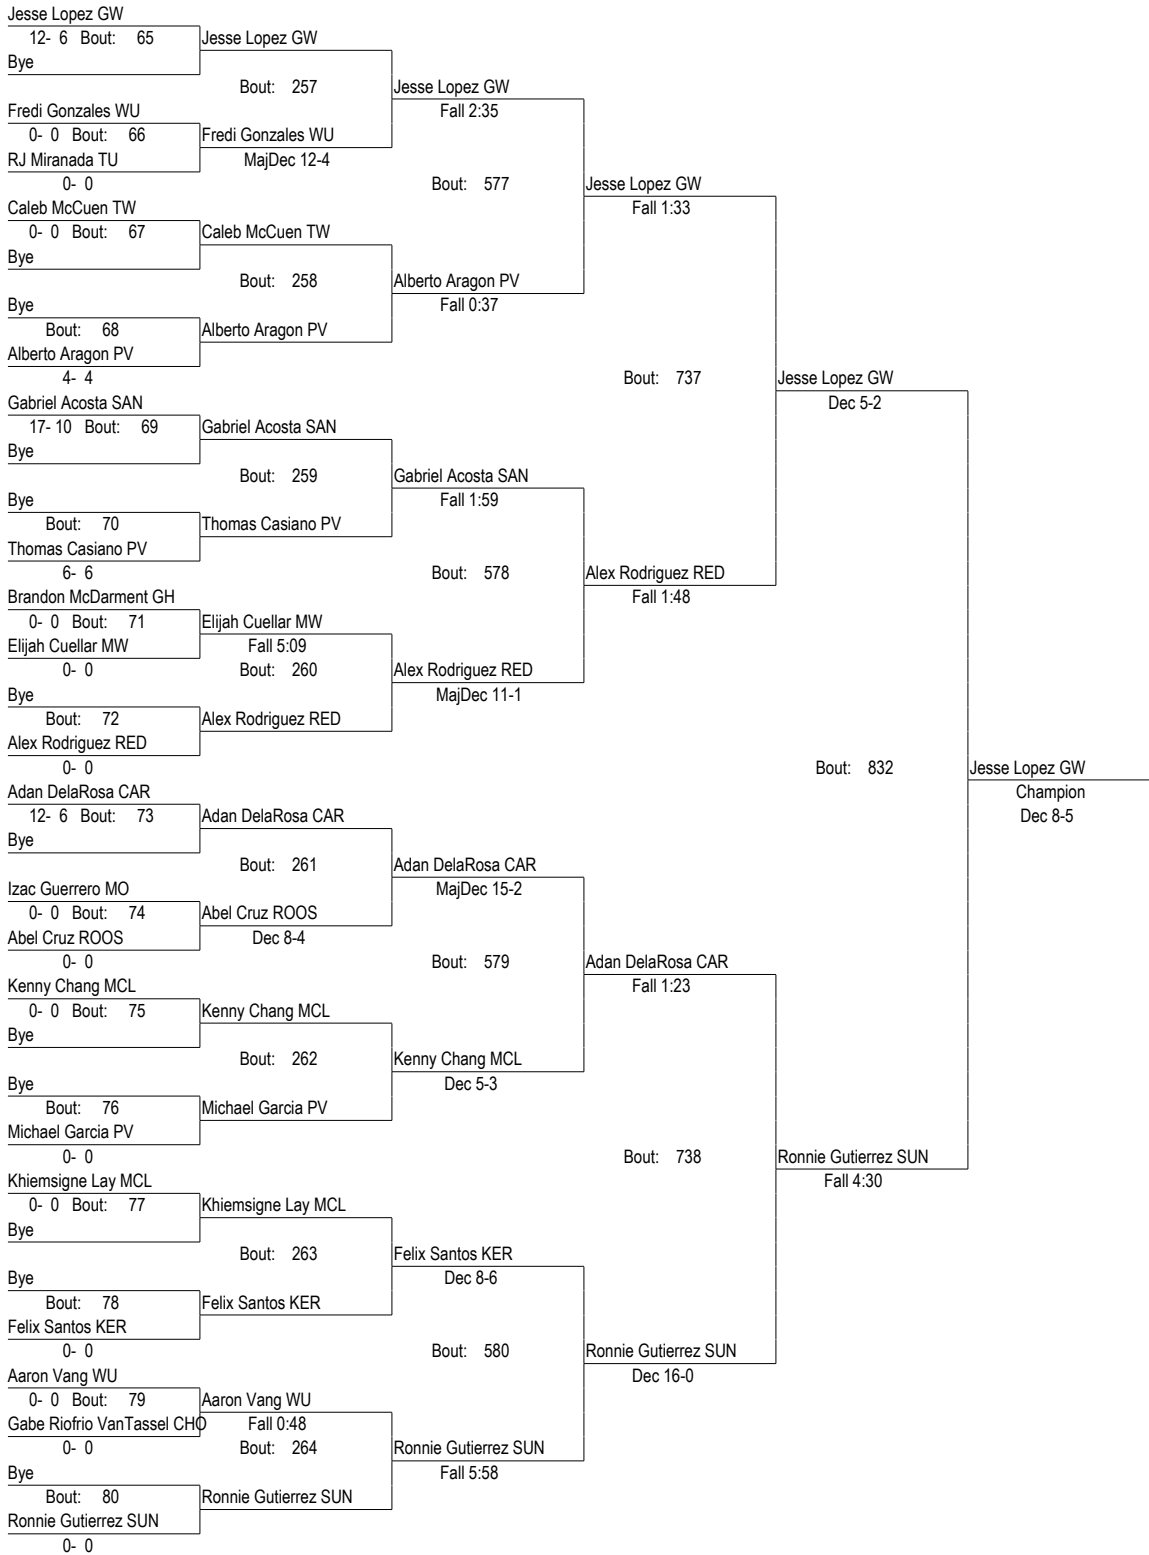 Jesse Lopez GW
12- 6 Bout: 65 Jesse Lopez GW
Bye
Bout: 257 Jesse Lopez GW
Fredi Gonzales WU Fall 2:35
0- 0 Bout: 66 Fredi Gonzales WU
RJ Miranada TU MajDec 12-4
0- 0 Bout: 577 Jesse Lopez GW
Caleb McCuen TW Fall 1:33
0- 0 Bout: 67 Caleb McCuen TW
Bye
Bout: 258 Alberto Aragon PV
Bye Fall 0:37
Bout: 68 Alberto Aragon PV
Alberto Aragon PV
4- 4 Bout: 737 Jesse Lopez GW
Gabriel Acosta SAN Dec 5-2
17- 10 Bout: 69 Gabriel Acosta SAN
Bye
Bout: 259 Gabriel Acosta SAN
Bye Fall 1:59
Bout: 70 Thomas Casiano PV
Thomas Casiano PV
6- 6 Bout: 578 Alex Rodriguez RED
Brandon McDarment GH Fall 1:48
0- 0 Bout: 71 Elijah Cuellar MW
Elijah Cuellar MW Fall 5:09
0- 0 Bout: 260 Alex Rodriguez RED
Bye MajDec 11-1
Bout: 72 Alex Rodriguez RED
Alex Rodriguez RED
0- 0 Bout: 832 Jesse Lopez GW
Adan DelaRosa CAR Champion
12- 6 Bout: 73 Adan DelaRosa CAR Dec 8-5
Bye
Bout: 261 Adan DelaRosa CAR
Izac Guerrero MO MajDec 15-2
0- 0 Bout: 74 Abel Cruz ROOS
Abel Cruz ROOS Dec 8-4
0- 0 Bout: 579 Adan DelaRosa CAR
Kenny Chang MCL Fall 1:23
0- 0 Bout: 75 Kenny Chang MCL
Bye
Bout: 262 Kenny Chang MCL
Bye Dec 5-3
Bout: 76 Michael Garcia PV
Michael Garcia PV
0- 0 Bout: 738 Ronnie Gutierrez SUN
Khiemsigne Lay MCL Fall 4:30
0- 0 Bout: 77 Khiemsigne Lay MCL
Bye
Bout: 263 Felix Santos KER
Bye Dec 8-6
Bout: 78 Felix Santos KER
Felix Santos KER
0- 0 Bout: 580 Ronnie Gutierrez SUN
Aaron Vang WU Dec 16-0
0- 0 Bout: 79 Aaron Vang WU
Gabe Riofrio VanTassel CHO Fall 0:48
0- 0 Bout: 264 Ronnie Gutierrez SUN
Bye Fall 5:58
Bout: 80 Ronnie Gutierrez SUN
Ronnie Gutierrez SUN
0- 0